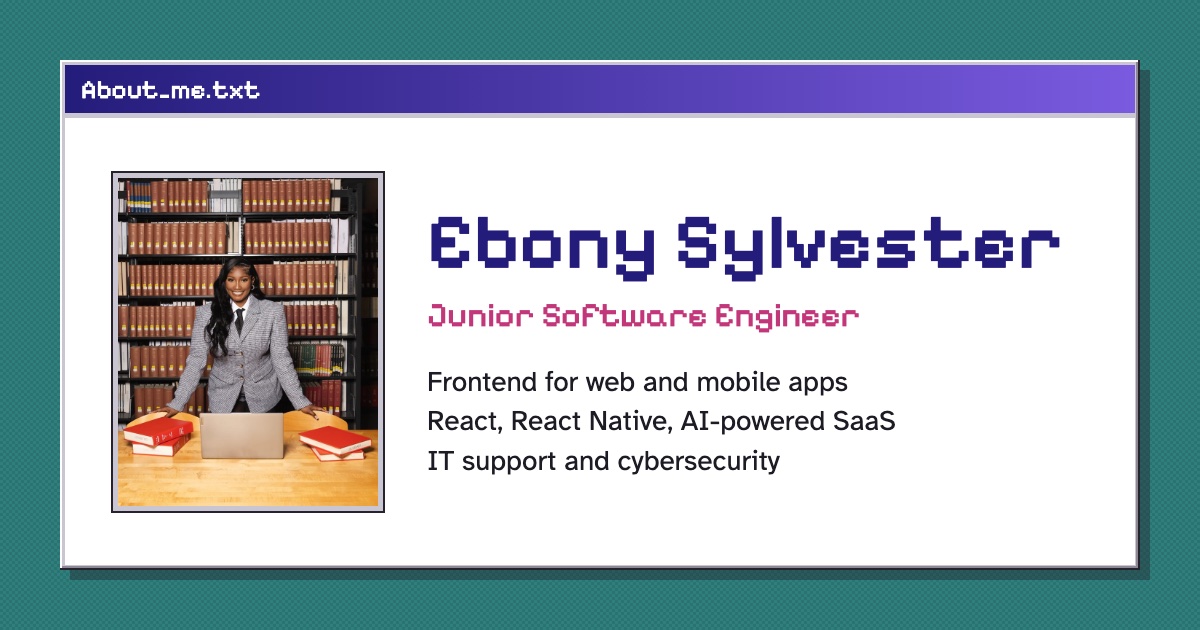 About_me.txt
Ebony Sylvester
Junior Software Engineer
Frontend for web and mobile apps
React, React Native, AI-powered SaaS
IT support and cybersecurity